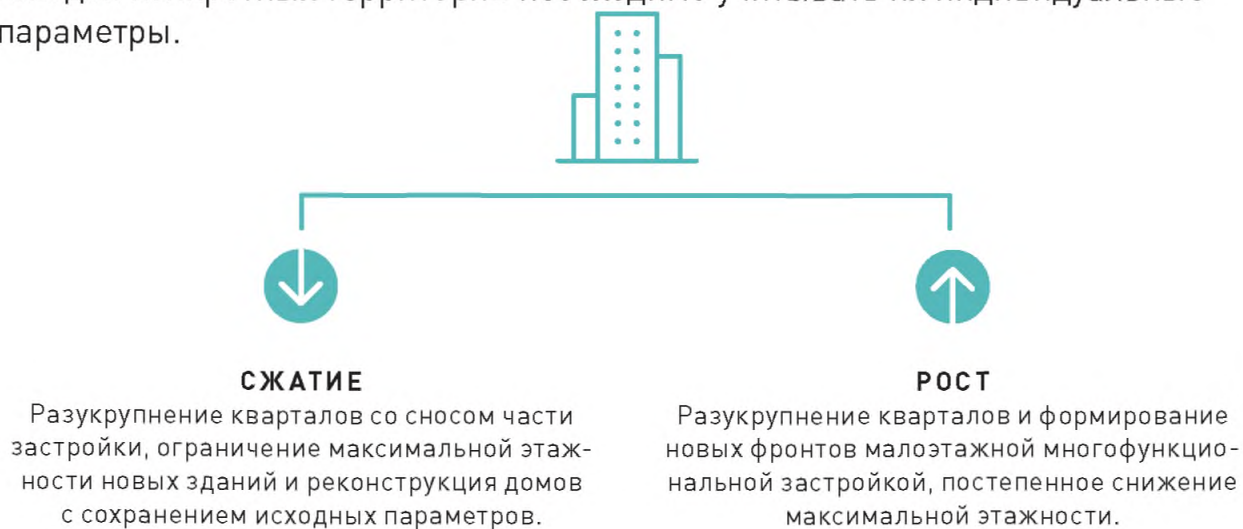 параметры.
СЖАТИЕ
Разукрупнение кварталов со сносом части
застройки, ограничение максимальной этаж-
ности новых зданий и реконструкция домов
с сохранением исходных параметров.
РОСТ
Разукрупнение кварталов и формирование
новых фронтов малоэтажной многофункцио-
нальной застройкой, постепенное снижение
максимальной этажности.